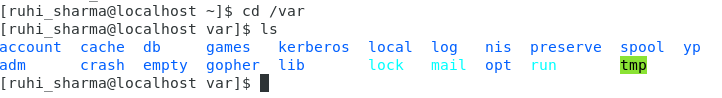 [ruhi_sharma@localhost ~]$ cd /var
[ruhi_sharma@localhost var]$ ls
account  cache  db     games   kerberos  local  log   nis  preserve  spool  yp
adm      crash  empty  gopher  lib       lock   mail  opt  run       tmp
[ruhi_sharma@localhost var]$